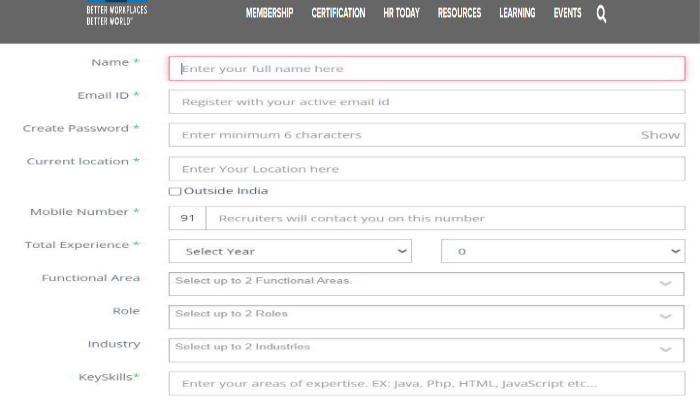 BETTER WORKPLACES
BETTER WORLD™
MEMBERSHIP CERTIFICATION HR TODAY RESOURCES LEARNING EVENTS
Name * Enter your full name here
Email ID * Register with your active email id
Create Password * Enter minimum 6 characters Show
Current location * Enter Your Location here
Outside India
Mobile Number * 91 Recruiters will contact you on this number
Total Experience * Select Year 0
Functional Area Select up to 2 Functional Areas
Role Select up to 2 Roles
Industry Select up to 2 Industries
KeySkills* Enter your areas of expertise. EX: Java, Php, HTML, JavaScript etc...